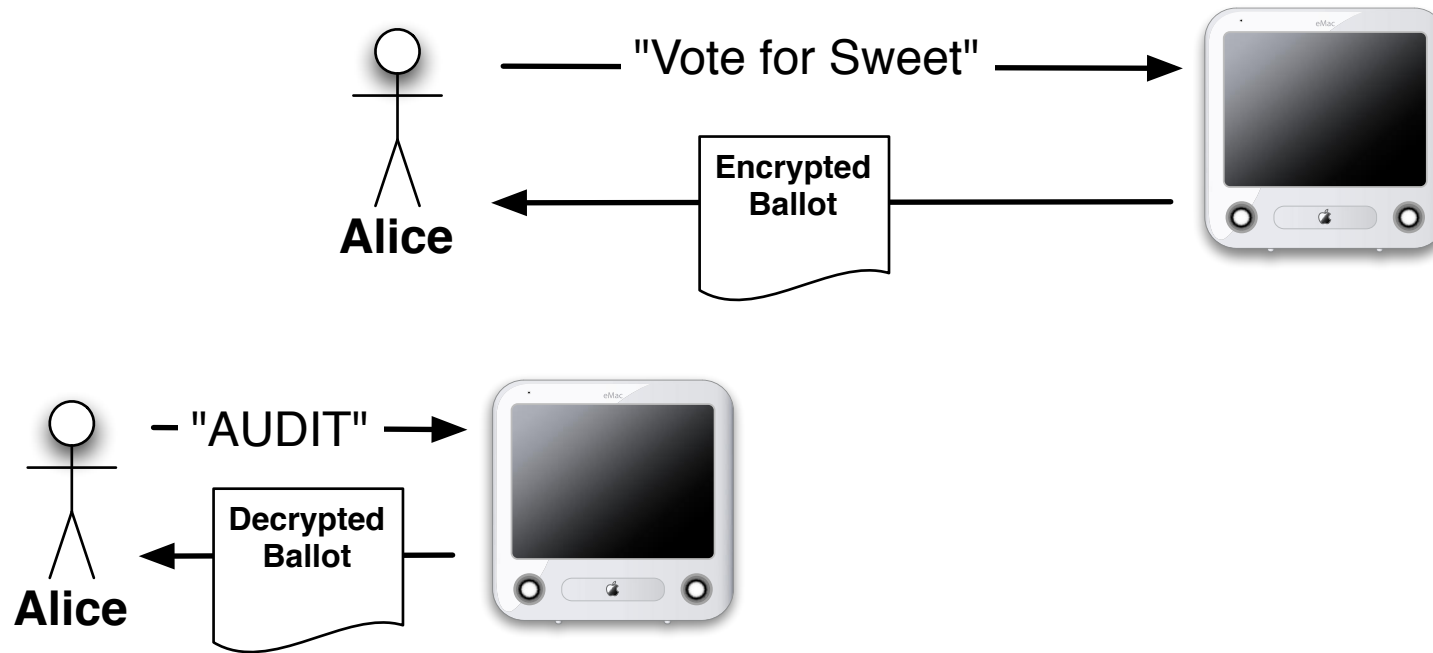 eMac
"Vote for Sweet"
Encrypted
Ballot
Alice
eMac
"AUDIT"
Decrypted
Ballot
Alice